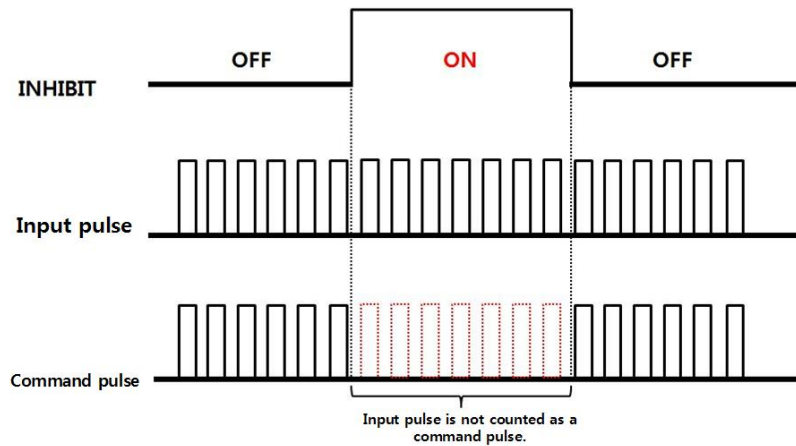 OFF
ON
OFF
INHIBIT
Input pulse
Command pulse
Input pulse is not counted as a
command pulse.